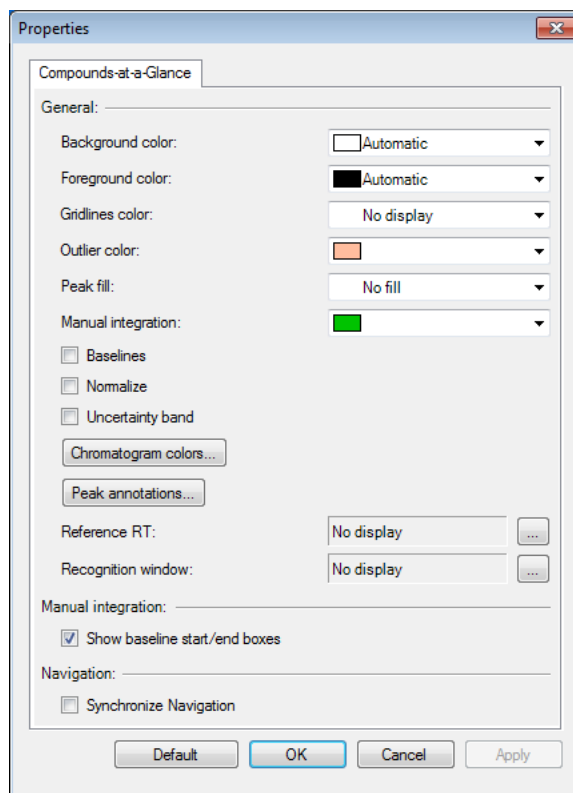 Properties
Compounds-at-a-Glance
General:
Background color: Automatic
Foreground color: Automatic
Gridlines color: No display
Outlier color:
Peak fill: No fill
Manual integration:
Baselines
Normalize
Uncertainty band
Chromatogram colors...
Peak annotations...
Reference RT: No display ...
Recognition window: No display ...
Manual integration:
Show baseline start/end boxes
Navigation:
Synchronize Navigation
Default OK Cancel Apply